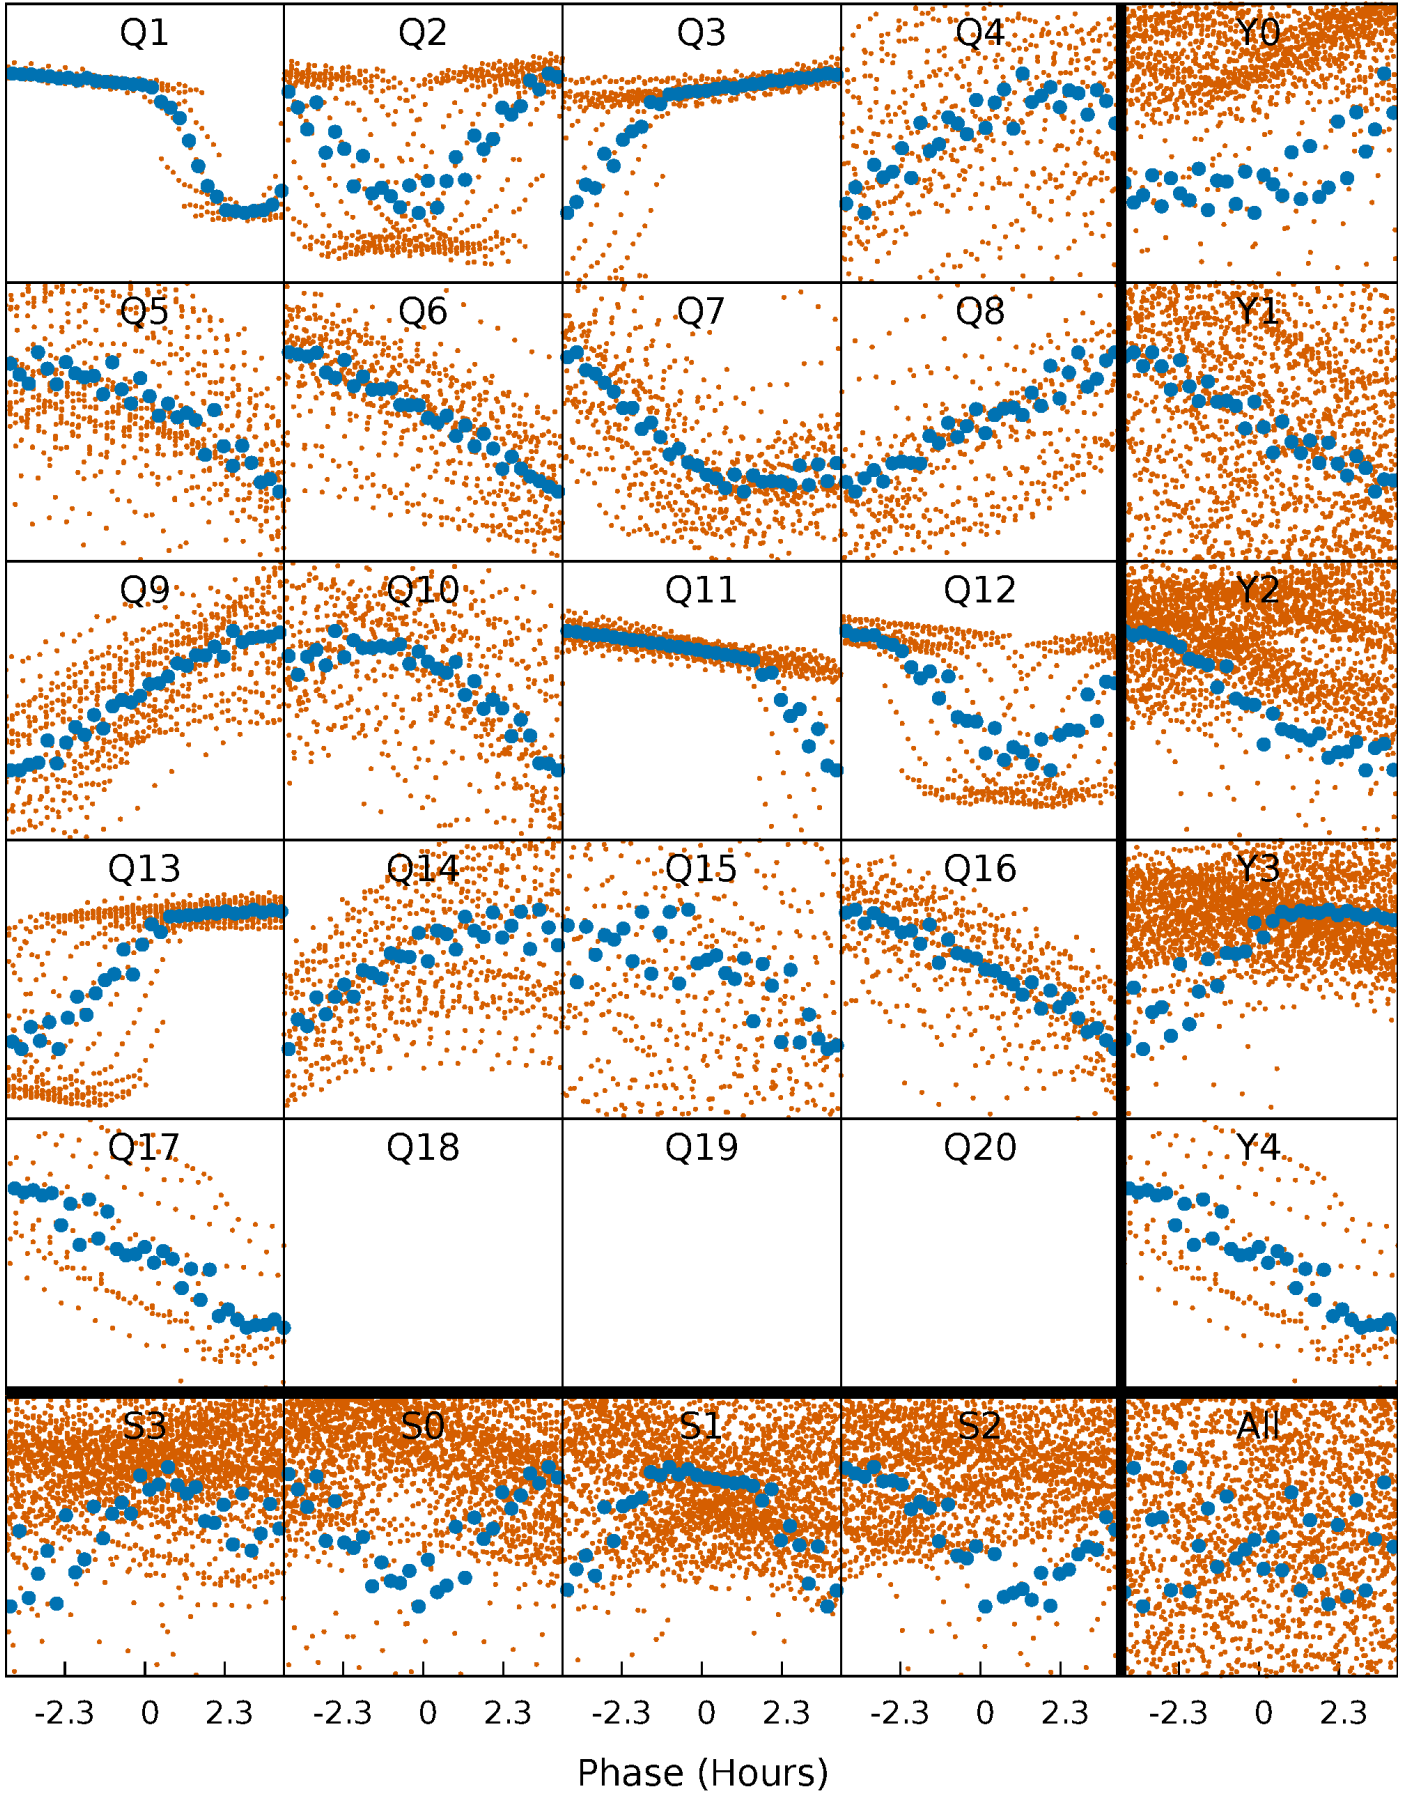 Q1 Q2 Q3 Q4 Y0
Q5 Q6 Q7 Q8 Y1
Q9 Q10 Q11 Q12 Y2
Q13 Q14 Q15 Q16 Y3
Q17 Q18 Q19 Q20 Y4
S3 S0 S1 S2 All
-2.3 0 2.3 -2.3 0 2.3 -2.3 0 2.3 -2.3 0 2.3 -2.3 0 2.3
Phase (Hours)